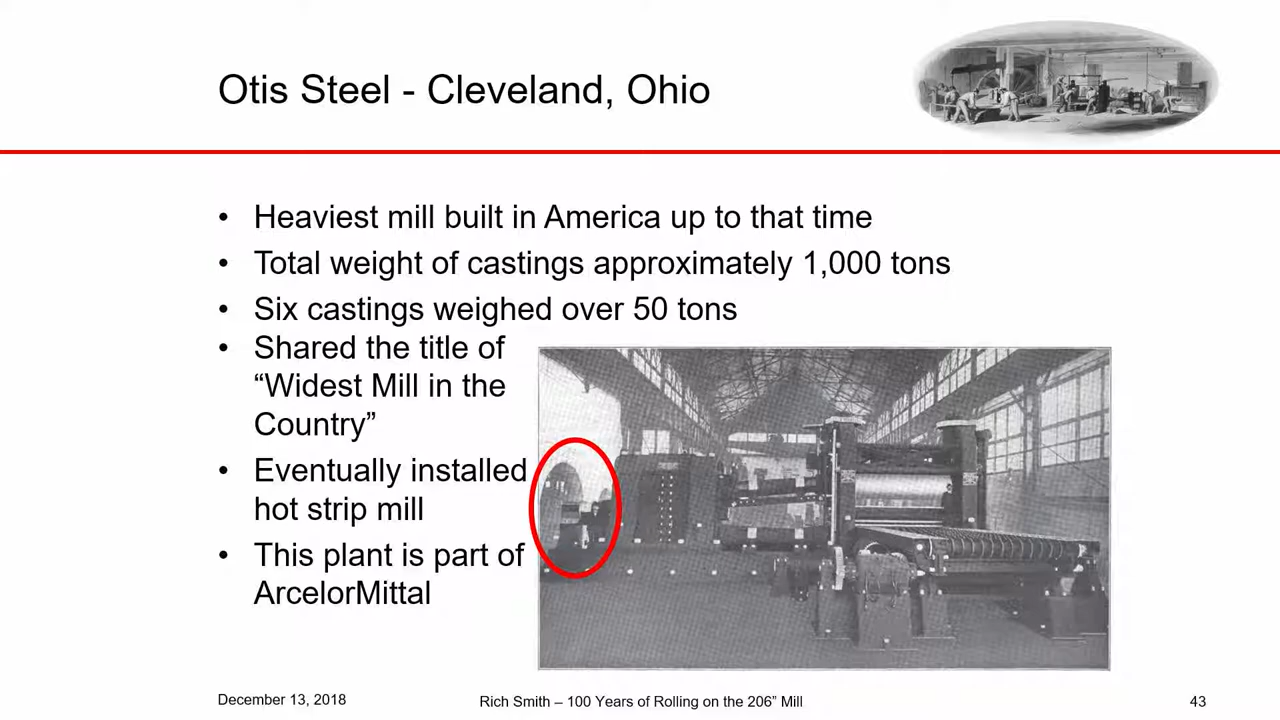 Otis Steel - Cleveland, Ohio
• Heaviest mill built in America up to that time
• Total weight of castings approximately 1,000 tons
• Six castings weighed over 50 tons
• Shared the title of
“Widest Mill in the
Country”
• Eventually installed
hot strip mill
• This plant is part of
ArcelorMittal
December 13, 2018
Rich Smith – 100 Years of Rolling on the 206” Mill
43